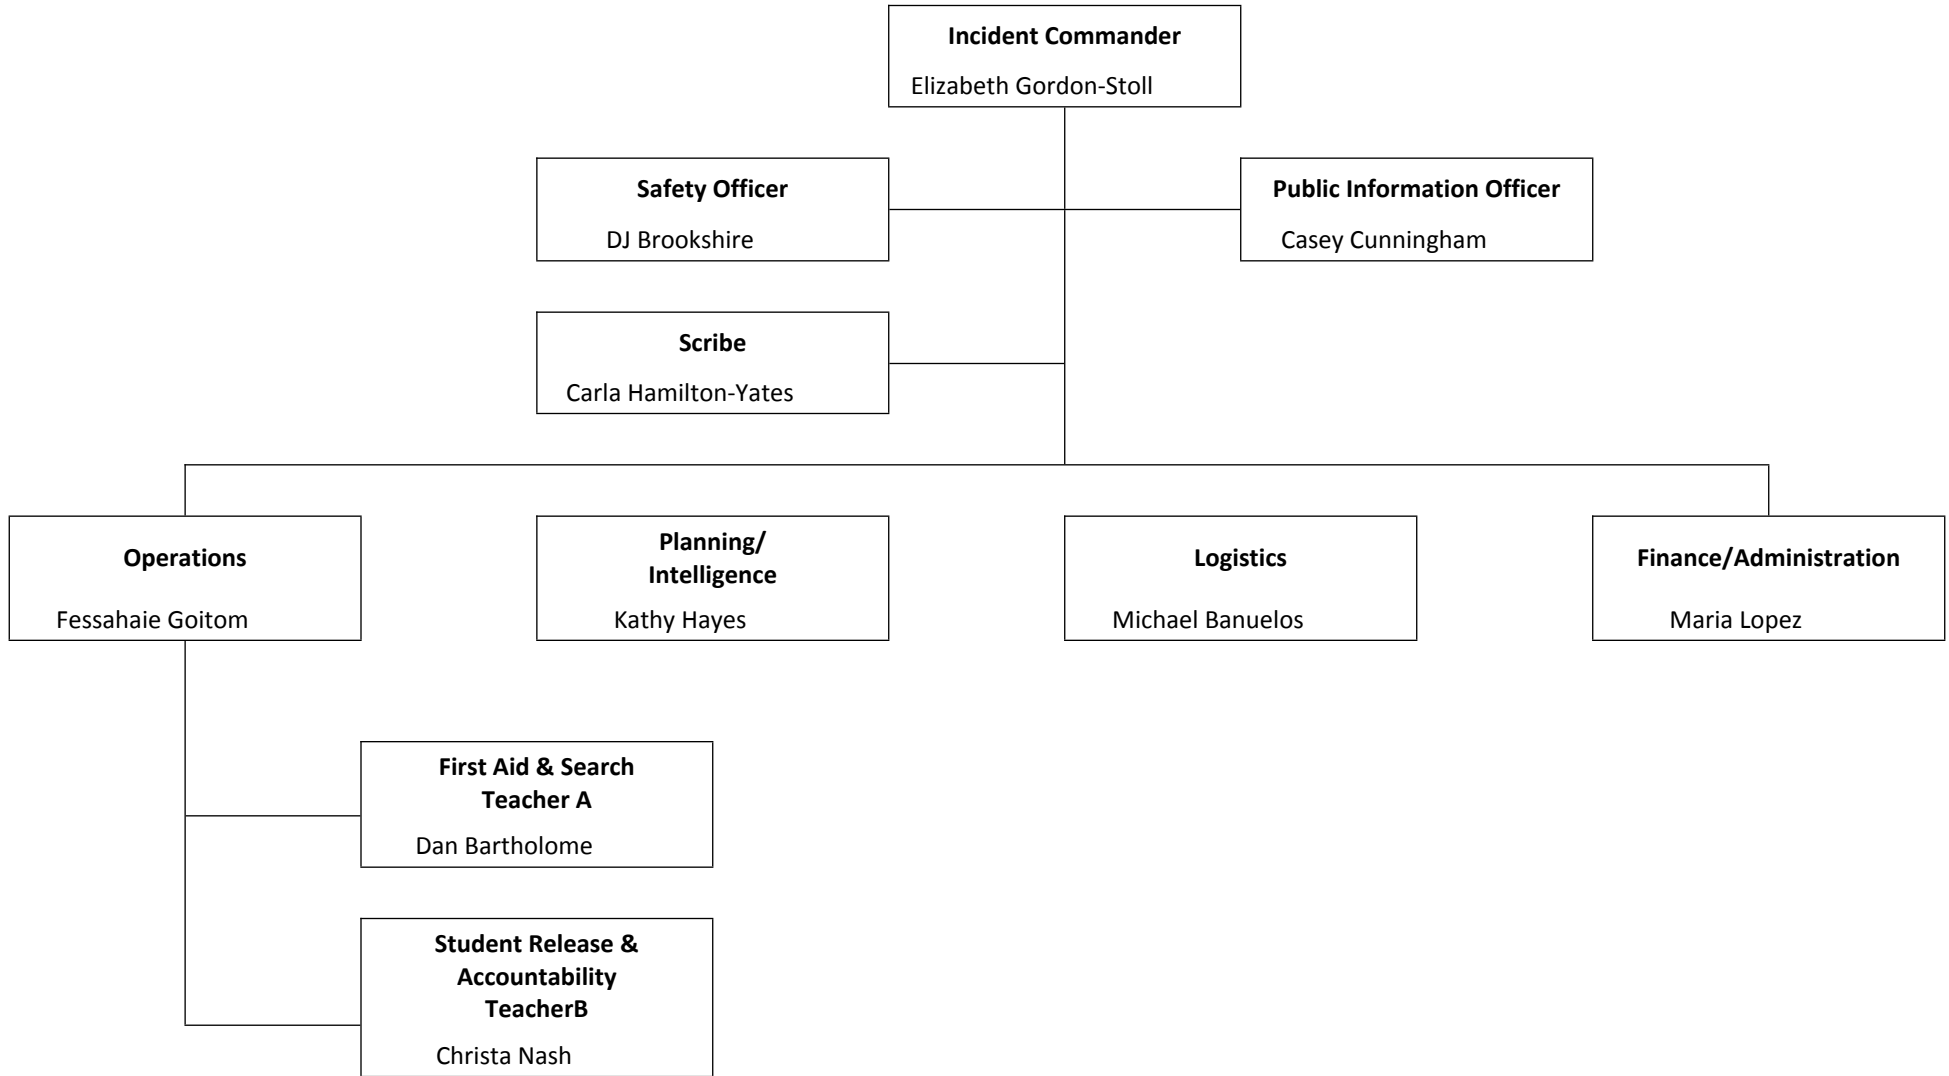 Incident Commander
Elizabeth Gordon-Stoll
Safety Officer
DJ Brookshire
Public Information Officer
Casey Cunningham
Scribe
Carla Hamilton-Yates
Operations
Fessahaie Goitom
Planning/
Intelligence
Kathy Hayes
Logistics
Michael Banuelos
Finance/Administration
Maria Lopez
First Aid & Search
Teacher A
Dan Bartholome
Student Release &
Accountability
TeacherB
Christa Nash